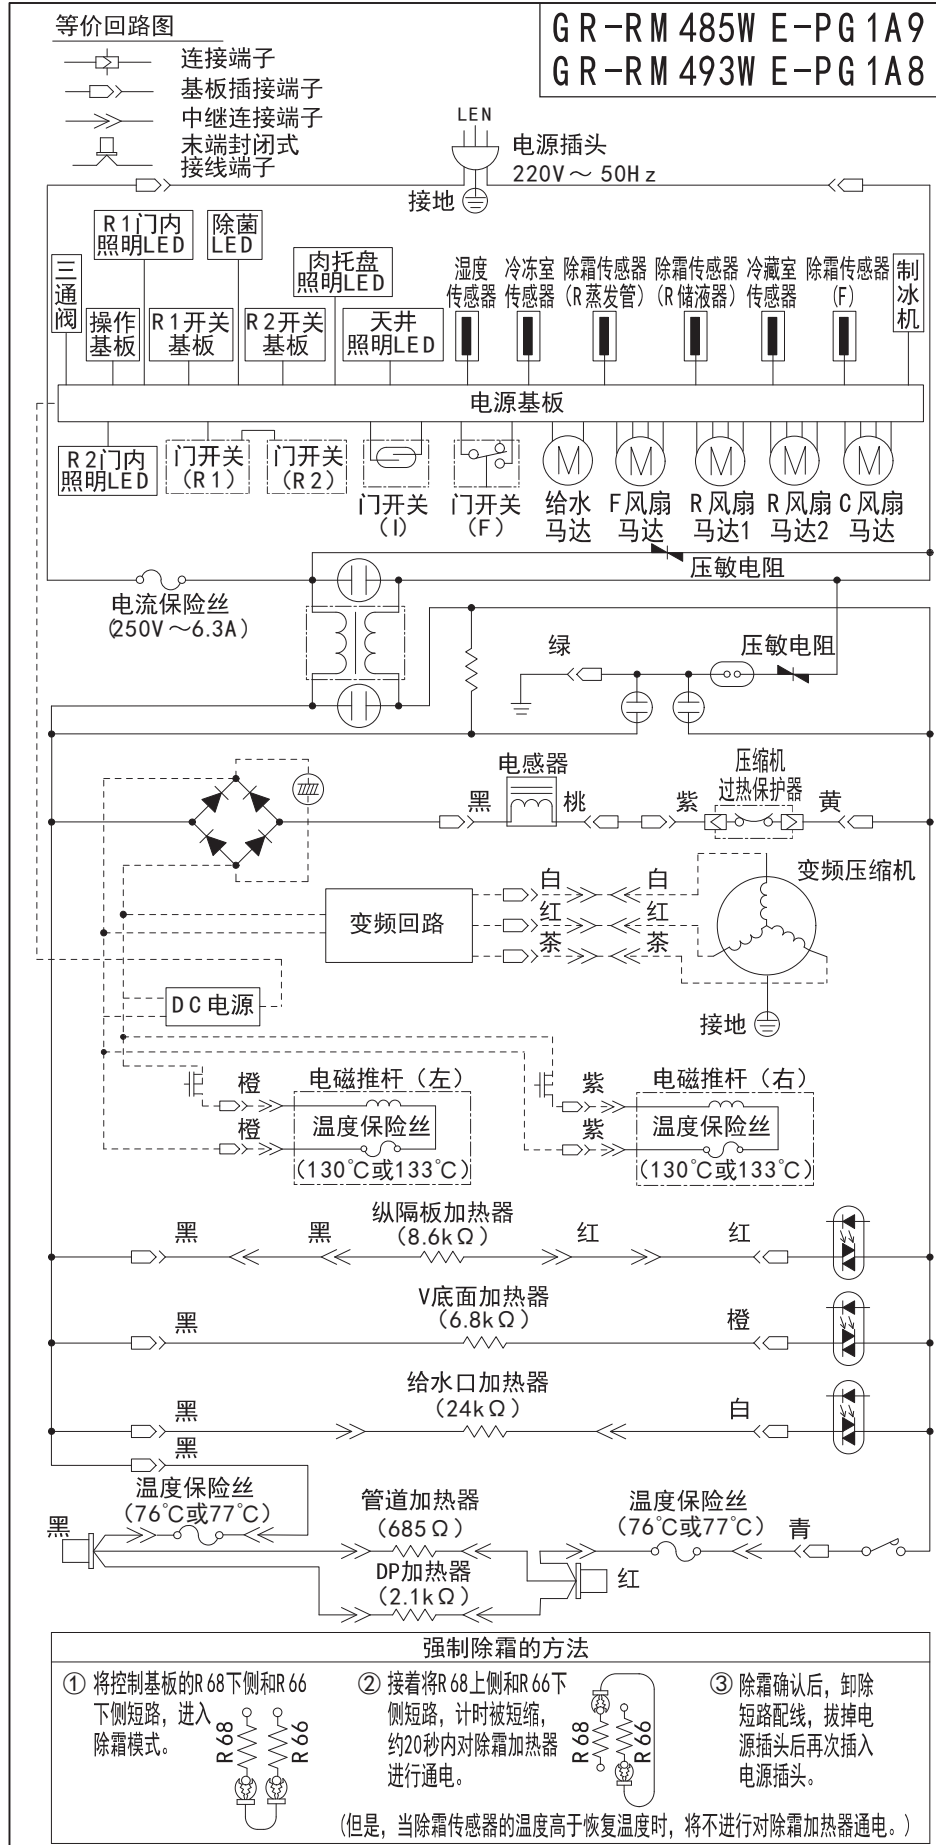 等价回路图
GR-RM485WE-PG1A9
GR-RM493WE-PG1A8
连接端子
基板插接端子
中继连接端子
末端封闭式
接线端子
LEN
电源插头
220V～50Hz
接地
三通阀
R1门内
照明LED
除菌
LED
肉托盘
照明LED
操作
基板
R1开关
基板
R2开关
基板
天井
照明LED
湿度
传感器
冷冻室
传感器
除霜传感器
(R蒸发管)
除霜传感器
(R储液器)
冷藏室
传感器
除霜传感器
(F)
制冰机
电源基板
R2门内
照明LED
门开关
(R1)
门开关
(R2)
门开关
(I)
门开关
(F)
M
M
M
M
M
给水
马达
F风扇
马达
R风扇
马达1
R风扇
马达2
C风扇
马达
压敏电阻
电流保险丝
(250V～6.3A)
绿
压敏电阻
电感器
黑
桃
压缩机
过热保护器
紫
黄
变频回路
白
白
红
红
茶
茶
变频压缩机
接地
DC电源
橙
橙
电磁推杆（左）
温度保险丝
(130℃或133℃)
紫
紫
电磁推杆（右）
温度保险丝
(130℃或133℃)
黑
黑
纵隔板加热器
(8.6kΩ)
红
红
黑
V底面加热器
(6.8kΩ)
橙
黑
给水口加热器
(24kΩ)
白
黑
温度保险丝
(76℃或77℃)
黑
管道加热器
(685Ω)
DP加热器
(2.1kΩ)
温度保险丝
(76℃或77℃)
青
红
强制除霜的方法
① 将控制基板的R68下侧和R66
下侧短路，进入
除霜模式。
R68
R66
② 接着将R68上侧和R66下
侧短路，计时被短缩，
约20秒内对除霜加热器
进行通电。
R68
R66
③ 除霜确认后，卸除
短路配线，拔掉电
源插头后再次插入
电源插头。
(但是，当除霜传感器的温度高于恢复温度时，将不进行对除霜加热器通电。)